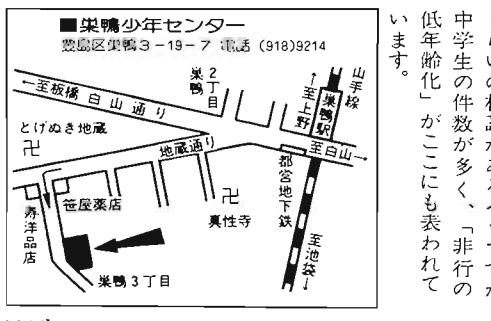 中学生の件数が多く、「非行の
低年齢化」がここにも表われて
います。
■巣鴨少年センター
豊島区巣鴨3－19－7 電話（918）9214
←至板橋 白山通り
巣鴨2丁目
↑至上野
山手線
巣鴨駅
至白山→
とげぬき地蔵
卍
地蔵通り
都営地下鉄
笹屋薬店
卍
真性寺
寿洋品店
至池袋↓
巣鴨3丁目